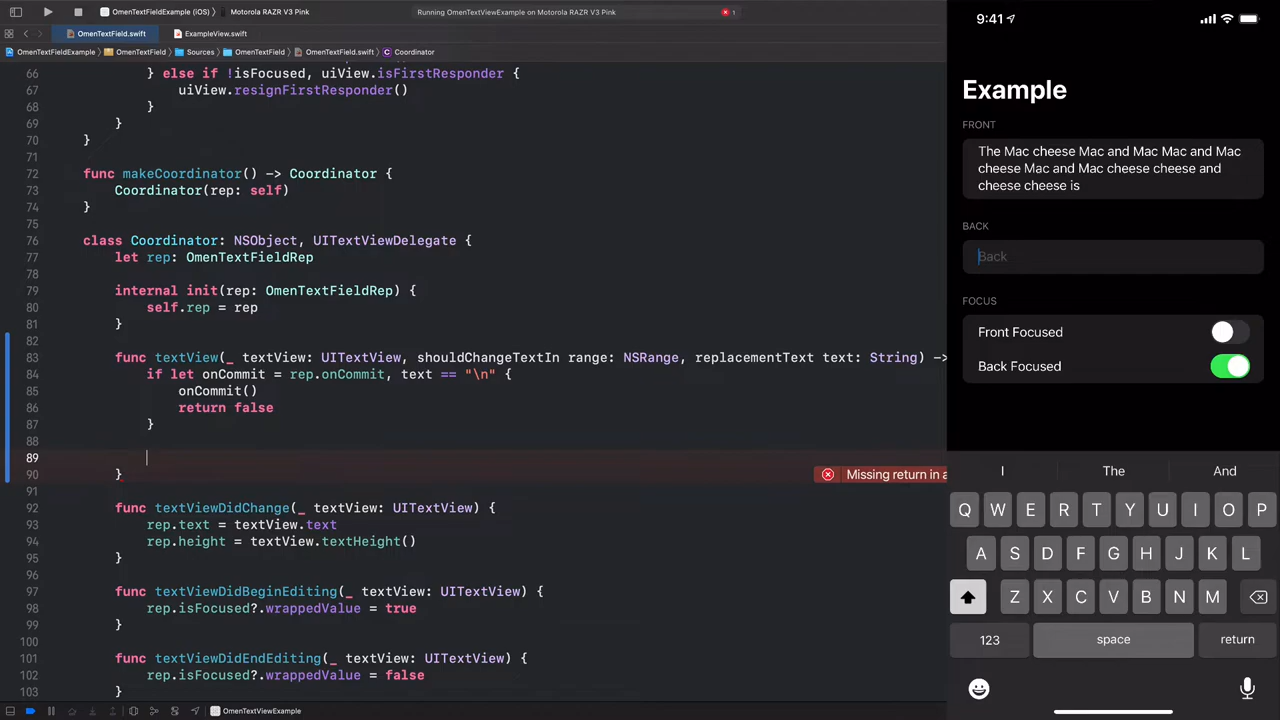 OmenTextFieldExample (iOS) 〉 Motorola RAZR V3 Pink
Running OmenTextViewExample on Motorola RAZR V3 Pink
1
OmenTextField.swift
ExampleView.swift
OmenTextFieldExample 〉 OmenTextField 〉 Sources 〉 OmenTextField 〉 OmenTextField.swift 〉 C Coordinator
66 } else if !isFocused, uiView.isFirstResponder {
67 uiView.resignFirstResponder()
68 }
69 }
70 }
71
72 func makeCoordinator() -> Coordinator {
73 Coordinator(rep: self)
74 }
75
76 class Coordinator: NSObject, UITextViewDelegate {
77 let rep: OmenTextFieldRep
78
79 internal init(rep: OmenTextFieldRep) {
80 self.rep = rep
81 }
82
83 func textView(_ textView: UITextView, shouldChangeTextIn range: NSRange, replacementText text: String) ->
84 if let onCommit = rep.onCommit, text == "\n" {
85 onCommit()
86 return false
87 }
88
89
90 }
Missing return in a
91
92 func textViewDidChange(_ textView: UITextView) {
93 rep.text = textView.text
94 rep.height = textView.textHeight()
95 }
96
97 func textViewDidBeginEditing(_ textView: UITextView) {
98 rep.isFocused?.wrappedValue = true
99 }
100
101 func textViewDidEndEditing(_ textView: UITextView) {
102 rep.isFocused?.wrappedValue = false
103 }
OmenTextViewExample
9:41
Example
FRONT
The Mac cheese Mac and Mac Mac and Mac
cheese Mac and Mac cheese cheese and
cheese cheese is
BACK
Back
FOCUS
Front Focused
Back Focused
I The And
Q W E R T Y U I O P
A S D F G H J K L
Z X C V B N M
123 space return